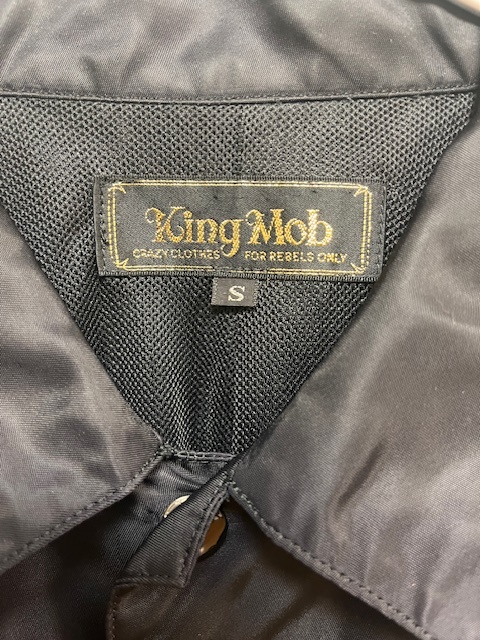 King Mob
CRAZY CLOTHES FOR REBELS ONLY
S